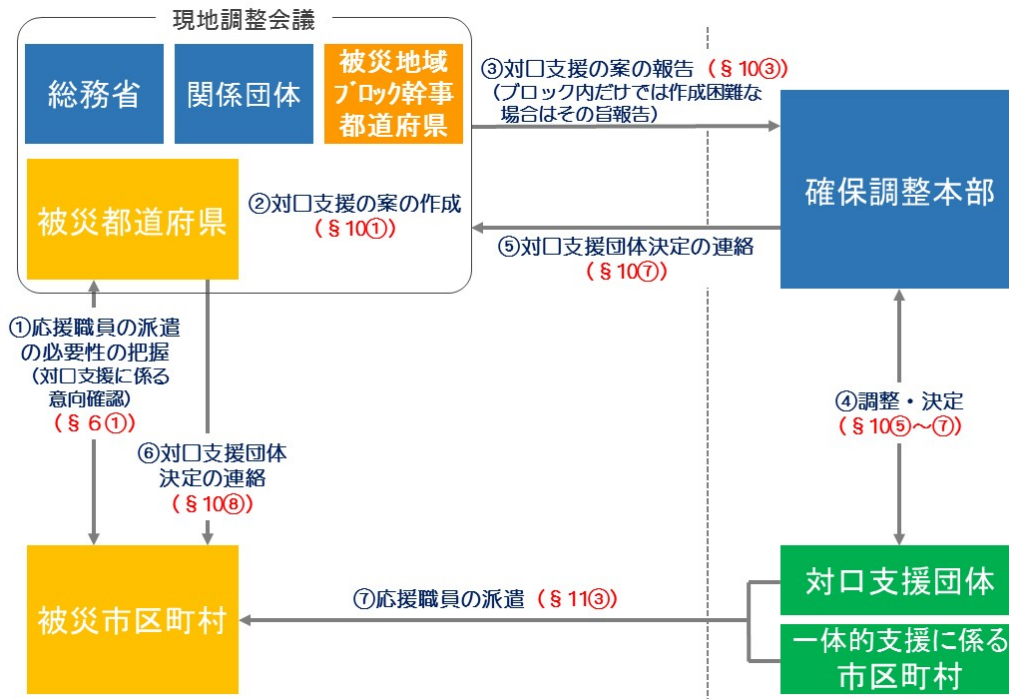 現地調整会議
総務省
関係団体
被災地域
ブロック幹事
都道府県
③対口支援の案の報告（§10③）
（ブロック内だけでは作成困難な
場合はその旨報告）
確保調整本部
被災都道府県
②対口支援の案の作成
（§10①）
⑤対口支援団体決定の連絡
（§10⑦）
①応援職員の派遣
の必要性の把握
（対口支援に係る
意向確認）
（§６①）
④調整・決定
（§10⑤～⑦）
⑥対口支援団体
決定の連絡
（§10⑧）
被災市区町村
⑦応援職員の派遣（§11③）
対口支援団体
一体的支援に係る
市区町村